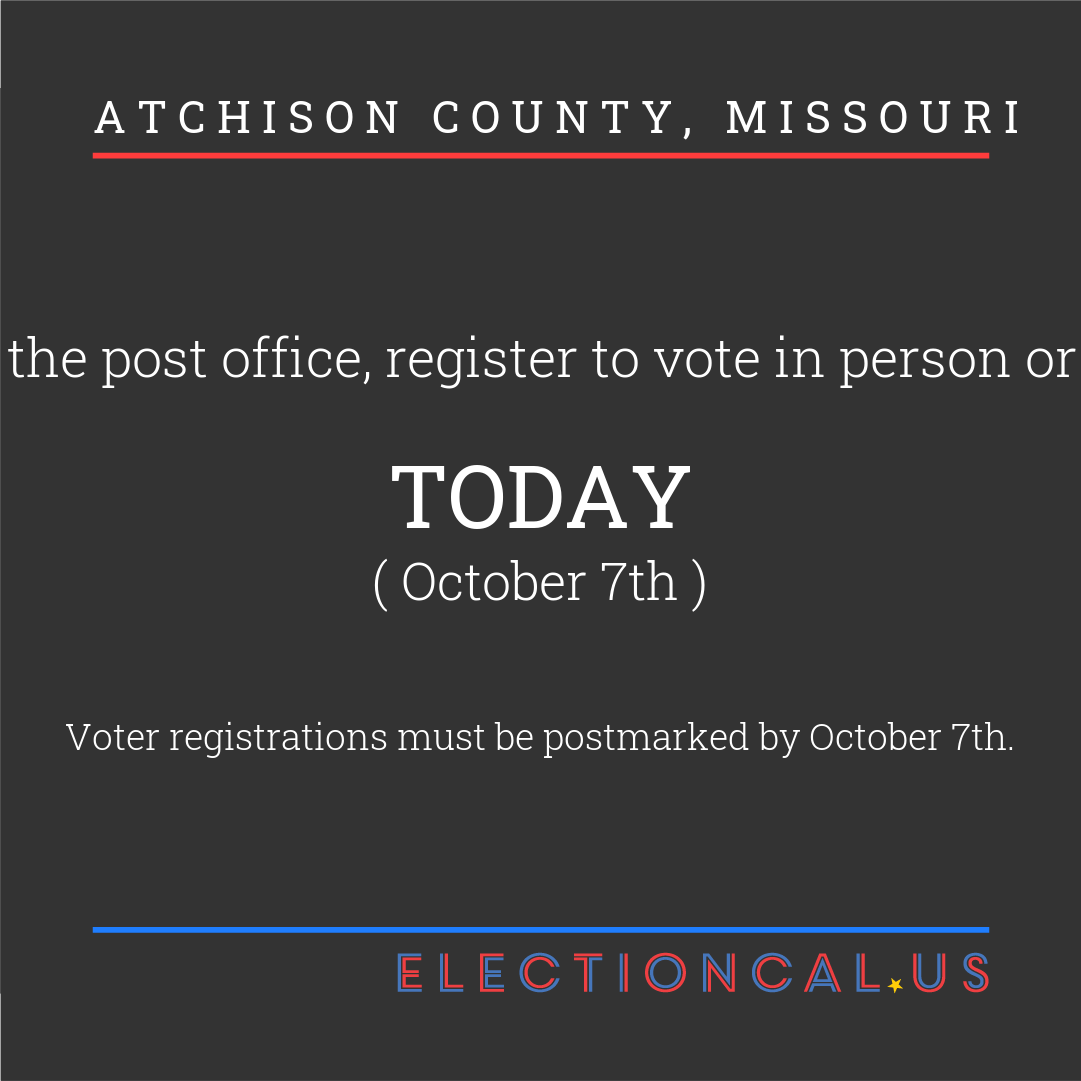 ATCHISON COUNTY, MISSOURI
the post office, register to vote in person or
TODAY
( October 7th )
Voter registrations must be postmarked by October 7th.
ELECTIONCAL.US